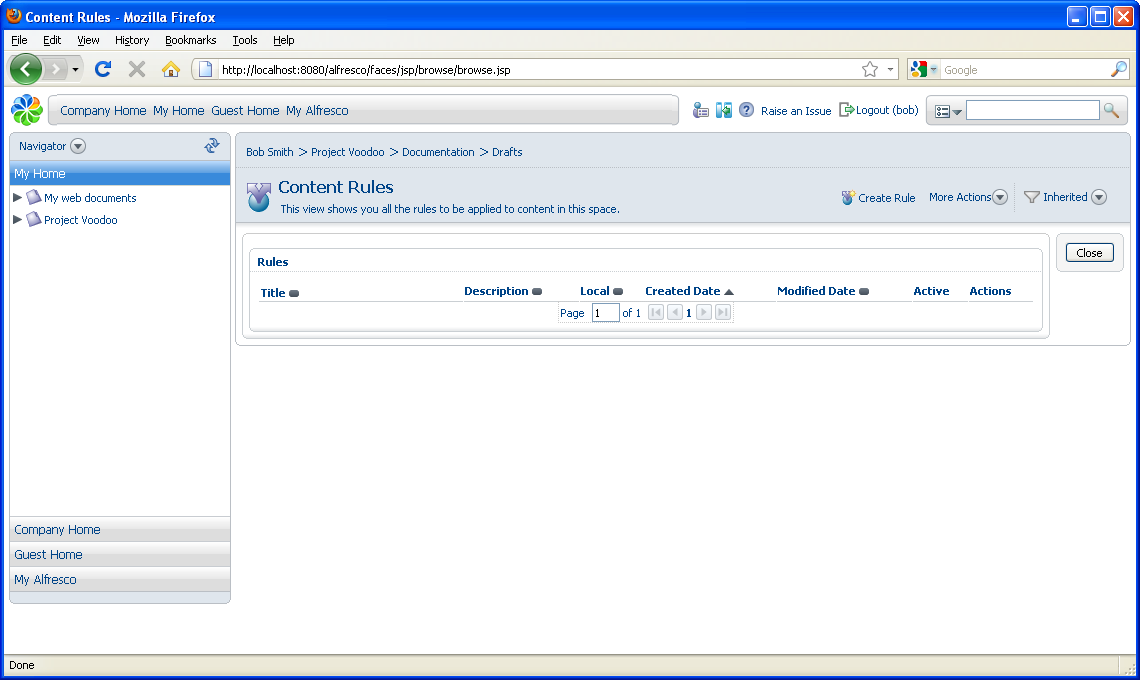 Content Rules - Mozilla Firefox
File Edit View History Bookmarks Tools Help
http://localhost:8080/alfresco/faces/jsp/browse/browse.jsp
Google
Company Home My Home Guest Home My Alfresco
Raise an Issue Logout (bob)
Navigator
My Home
My web documents
Project Voodoo
Company Home
Guest Home
My Alfresco
Bob Smith > Project Voodoo > Documentation > Drafts
Content Rules
This view shows you all the rules to be applied to content in this space.
Create Rule More Actions Inherited
Rules
Title Description Local Created Date Modified Date Active Actions
Page 1 of 1 1
Close
Done